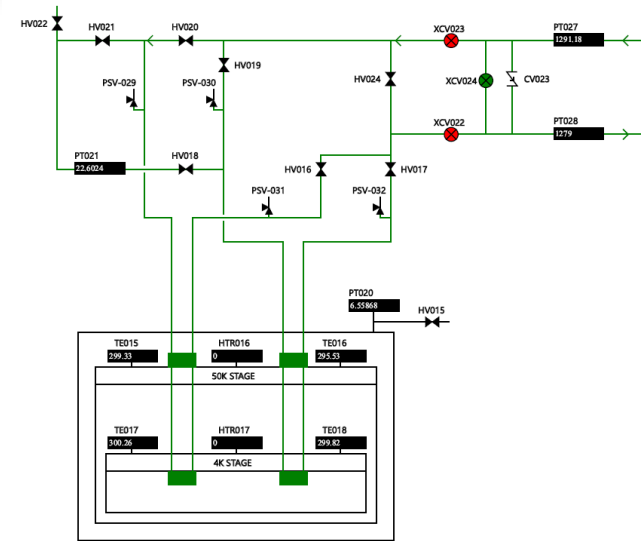 HV022
HV021
HV020
XCV023
PT027
1291.18
HV019
PSV-029
PSV-030
HV024
XCV024
CV023
XCV022
PT028
1279
PT021
22.6024
HV018
HV016
HV017
PSV-031
PSV-032
PT020
6.55868
HV015
TE015
299.33
HTR016
0
TE016
295.53
50K STAGE
TE017
300.26
HTR017
0
TE018
299.82
4K STAGE